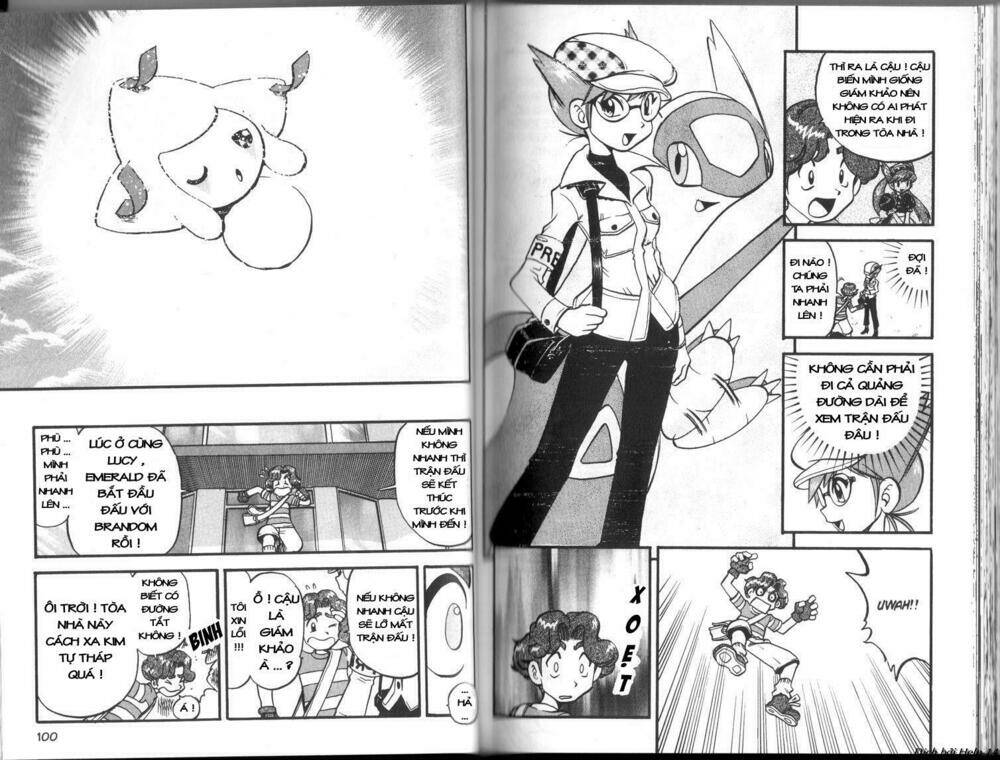 PHÙ ...
PHÙ ...
MÌNH
PHẢI
NHANH
LÊN ...
LÚC Ở CÙNG
LUCY ,
EMERALD ĐÃ
BẮT ĐẦU
ĐẤU VỚI
BRANDOM
RỒI !
NẾU MÌNH
KHÔNG
NHANH THÌ
TRẬN ĐẤU
SẼ KẾT
THÚC
TRƯỚC KHI
MÌNH ĐẾN !
ÔI TRỜI ! TÒA
NHÀ NÀY
CÁCH XA KIM
TỰ THÁP
QUÁ !
KHÔNG
BIẾT CÓ
ĐƯỜNG
TẮT
KHÔNG !
BINH
Á !
TÔI
XIN
LỖI
!!!
Ồ ! CẬU
LÀ
GIÁM
KHẢO
À ... ?
NẾU KHÔNG
NHANH CẬU
SẼ LỠ MẤT
TRẬN ĐẤU !
...
HẢ
...
100
PRE
THÌ RA LÁ CẬU ! CẬU
BIẾN MÌNH GIỐNG
GIÁM KHẢO NÊN
KHÔNG CÓ AI PHÁT
HIỆN RA KHI ĐI
TRONG TÒA NHÀ !
ĐI NÀO !
CHÚNG
TA PHẢI
NHANH
LÊN !
ĐỢI
ĐÃ !
KHÔNG CẦN PHẢI
ĐI CẢ QUẢNG
ĐƯỜNG DÀI ĐỂ
XEM TRẬN ĐẤU
ĐÂU !
XOẸT
UWAH!!